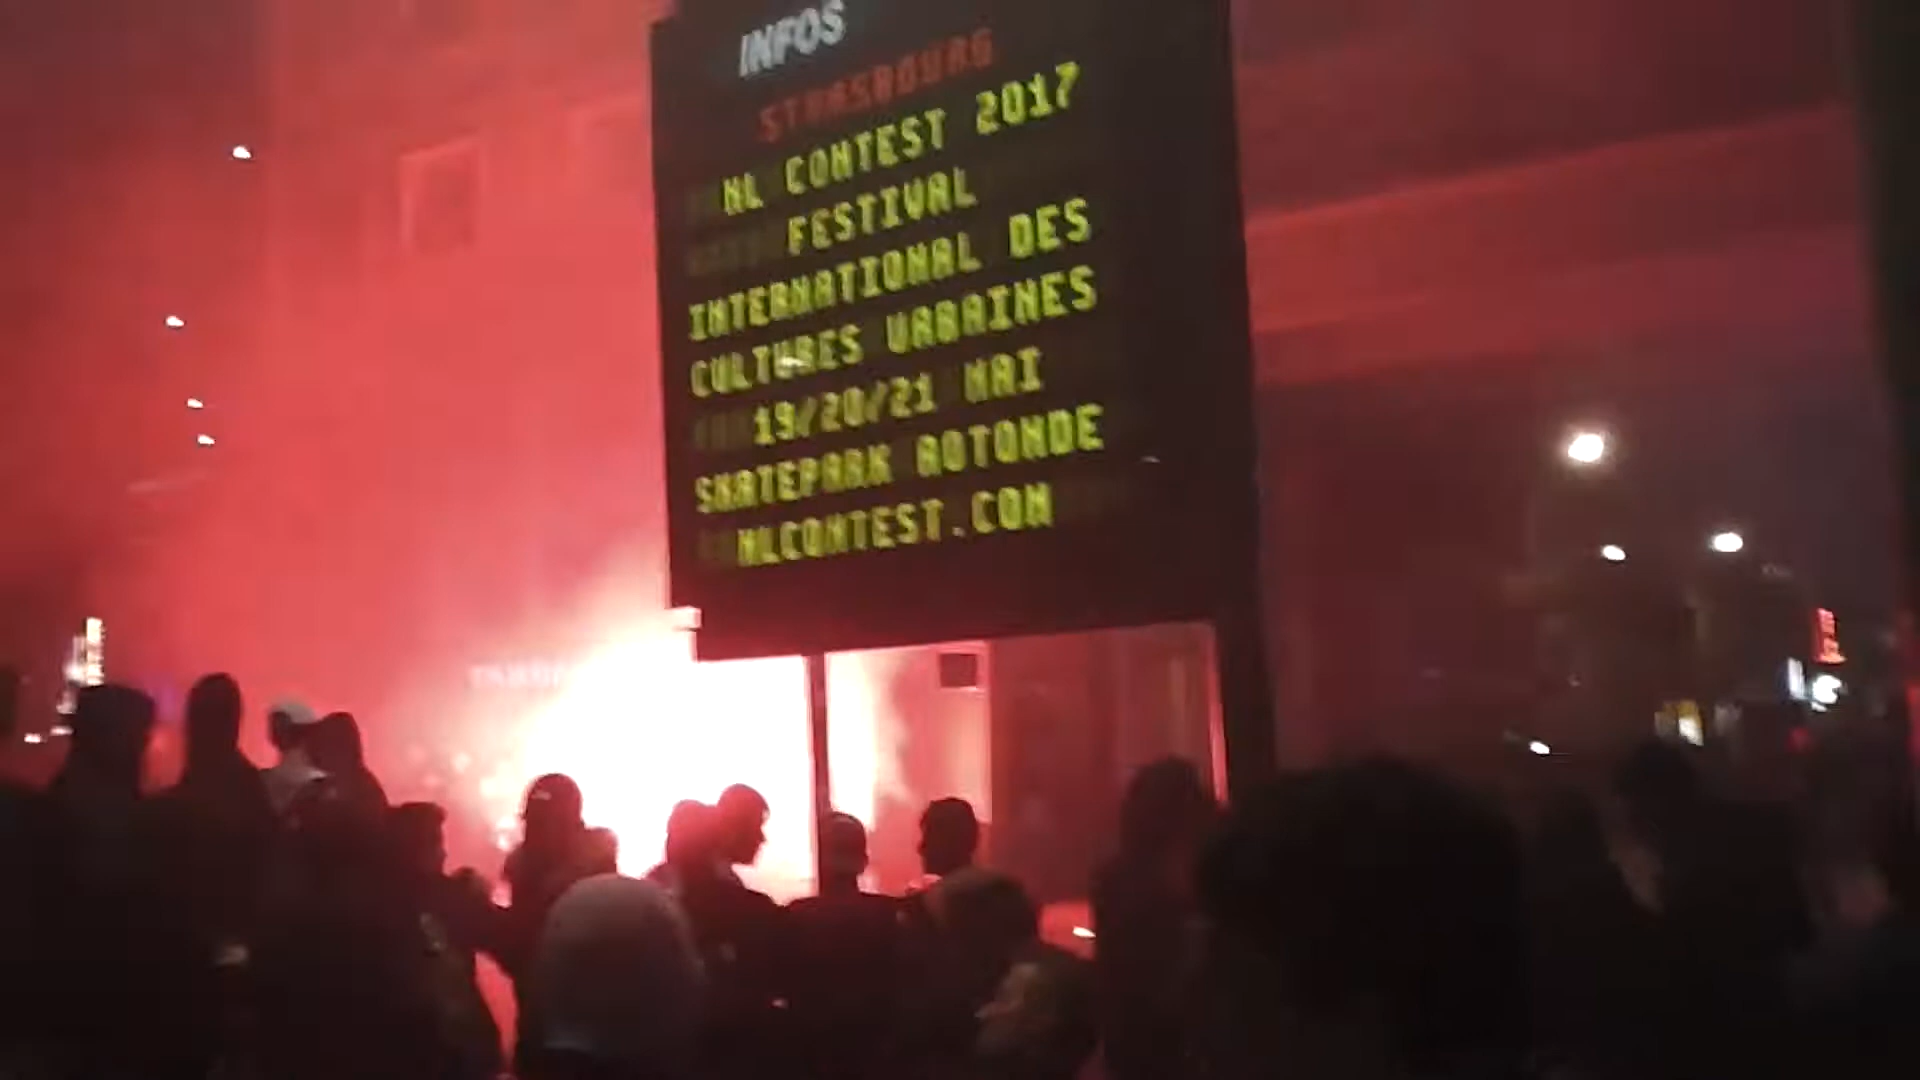 INFOS
STRASBOURG
NL CONTEST 2017
FESTIVAL
INTERNATIONAL DES
CULTURES URBAINES
19/20/21 MAI
SKATEPARK ROTONDE
NLCONTEST.COM